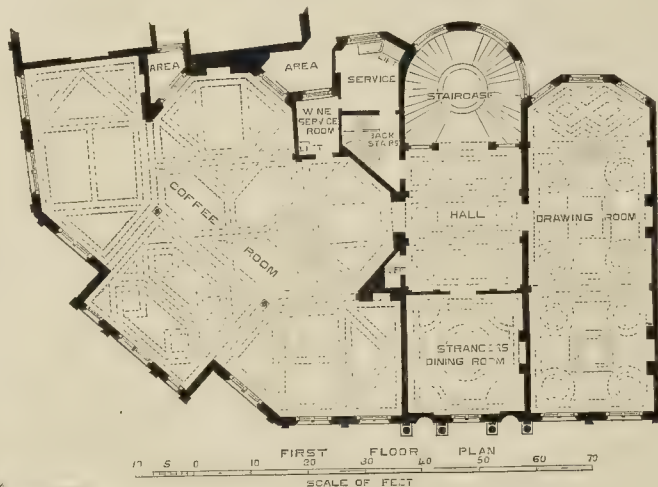 AREA
AREA
LIFT
SERVICE
STAIRCASE
WINE
SERVICE
ROOM
LIFT
BACK
STAIRS
COFFEE
ROOM
HALL
DRAWING ROOM
STRANGERS
DINING ROOM
FIRST FLOOR PLAN
10 5 0 10 20 30 40 50 60 70
SCALE OF FEET